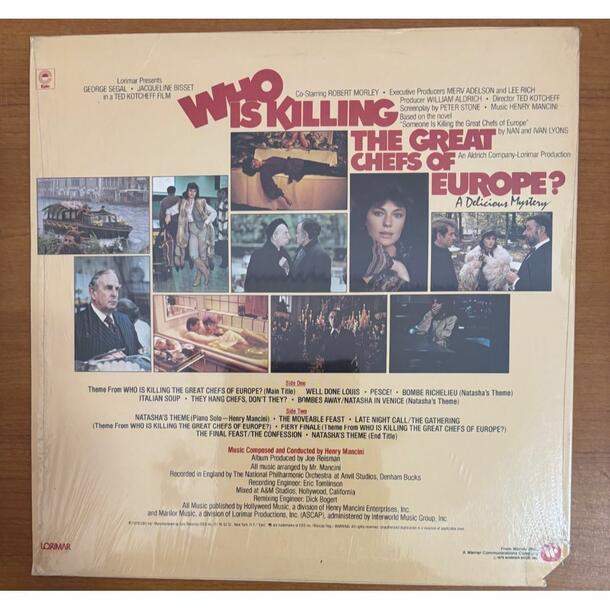 Epic
Lorimar Presents
GEORGE SEGAL • JACQUELINE BISSET
in a TED KOTCHEFF FILM
WHO
IS KILLING
THE GREAT
CHEFS OF
EUROPE?
A Delicious Mystery
Co-Starring ROBERT MORLEY • Executive Producers MERV ADELSON and LEE RICH
Producer WILLIAM ALDRICH • Director TED KOTCHEFF
Screenplay by PETER STONE • Music HENRY MANCINI
Based on the novel
"Someone Is Killing the Great Chefs of Europe"
by NAN and IVAN LYONS
An Aldrich Company-Lorimar Production
Side One
Theme From WHO IS KILLING THE GREAT CHEFS OF EUROPE? (Main Title) WELL DONE LOUIS • PESCE! • BOMBE RICHELIEU (Natasha's Theme)
ITALIAN SOUP • THEY HANG CHEFS, DON'T THEY? • BOMBES AWAY/NATASHA IN VENICE (Natasha's Theme)
Side Two
NATASHA'S THEME (Piano Solo—Henry Mancini) • THE MOVEABLE FEAST • LATE NIGHT CALL/THE GATHERING
(Theme From WHO IS KILLING THE GREAT CHEFS OF EUROPE?) • FIERY FINALE (Theme From WHO IS KILLING THE GREAT CHEFS OF EUROPE?)
THE FINAL FEAST/THE CONFESSION • NATASHA'S THEME (End Title)
Music Composed and Conducted by Henry Mancini
Album Produced by Joe Reisman
All music arranged by Mr. Mancini
Recorded in England by The National Philharmonic Orchestra at Anvil Studios, Denham Bucks
Recording Engineer: Eric Tomlinson
Mixed at A&M Studios, Hollywood, California
Remixing Engineer: Dick Bogert
All Music published by Hollyweed Music, a division of Henry Mancini Enterprises, Inc.
and Marilor Music, a division of Lorimar Productions, Inc. (ASCAP), administered by Interworld Music Group, Inc.
LORIMAR
From Warner Bros.
A Warner Communications Company